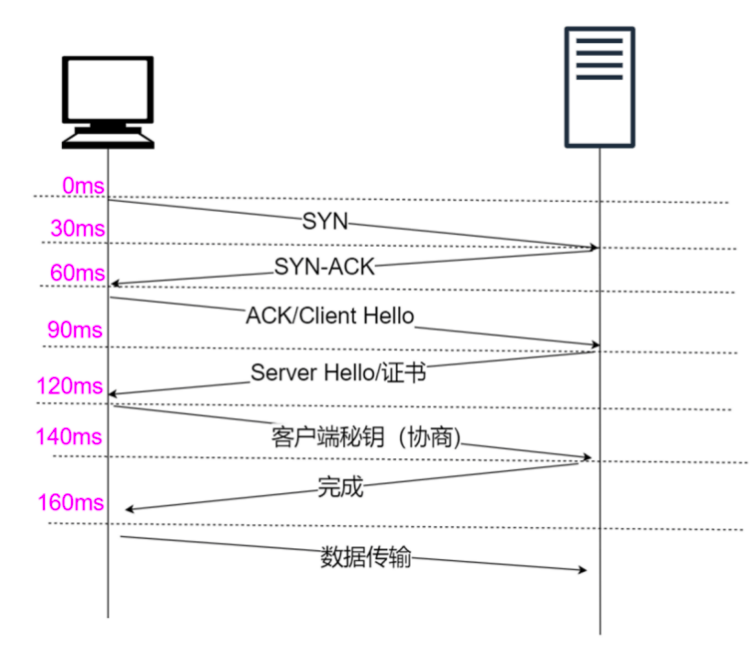 0ms
SYN
30ms
SYN-ACK
60ms
ACK/Client Hello
90ms
Server Hello/证书
120ms
客户端秘钥（协商)
140ms
完成
160ms
数据传输